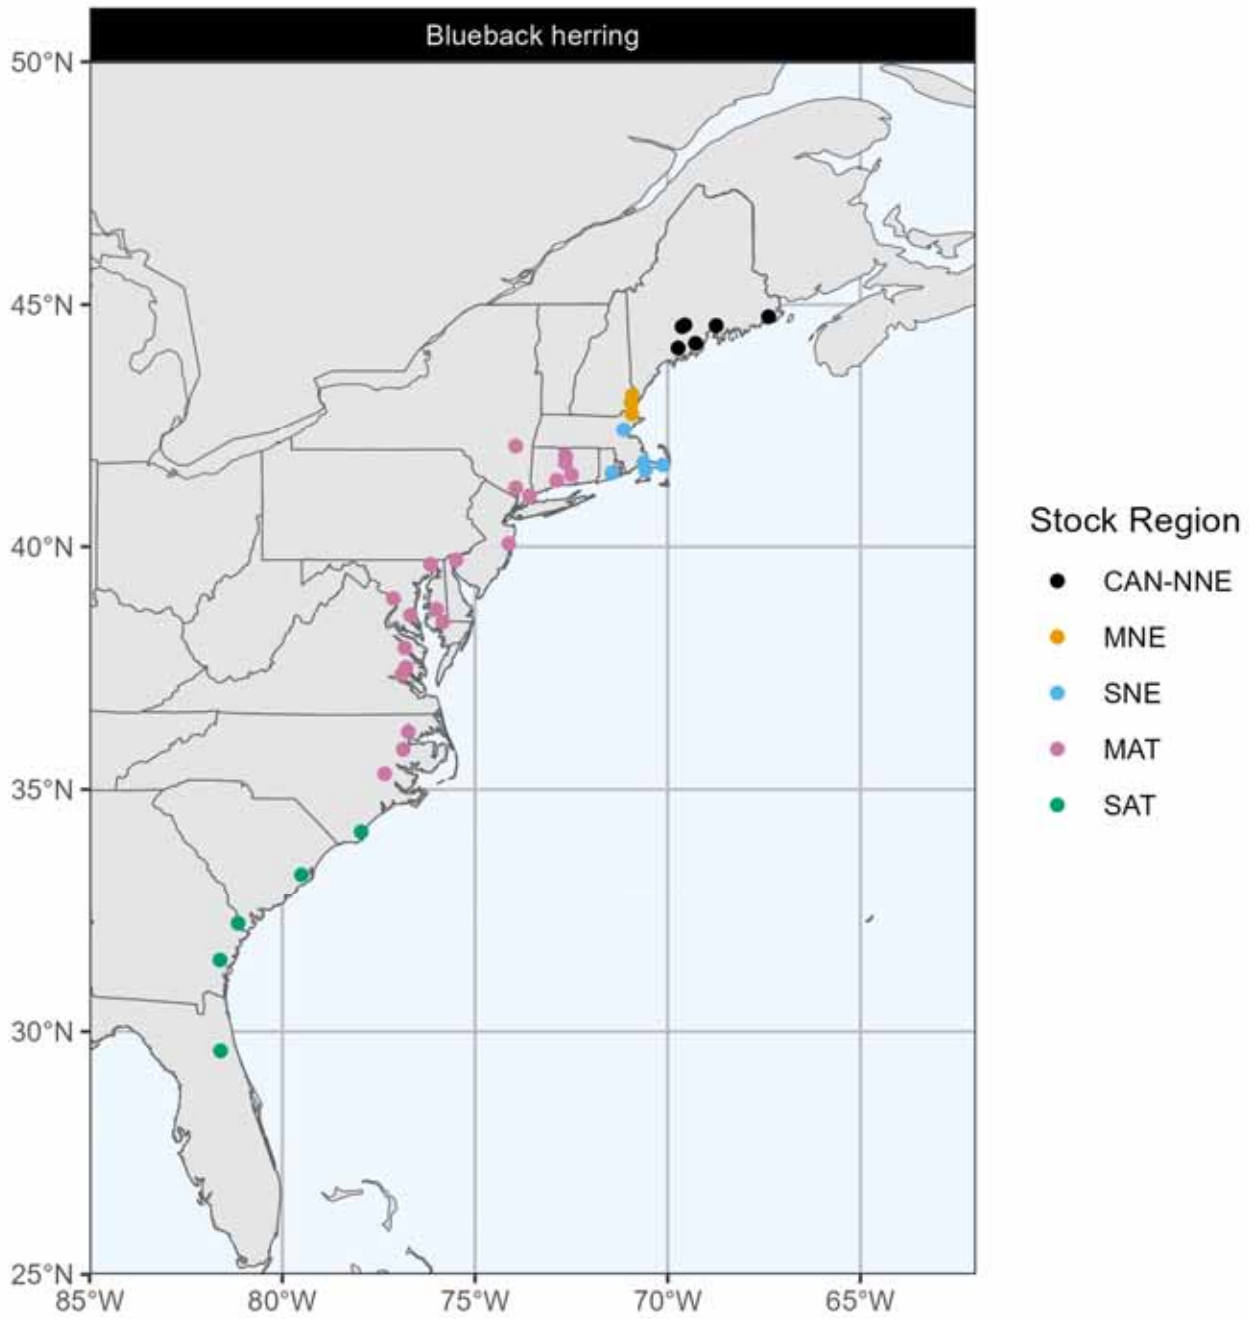 Blueback herring
50°N
45°N
40°N
35°N
30°N
25°N
85°W
80°W
75°W
70°W
65°W
Stock Region
CAN-NNE
MNE
SNE
MAT
SAT